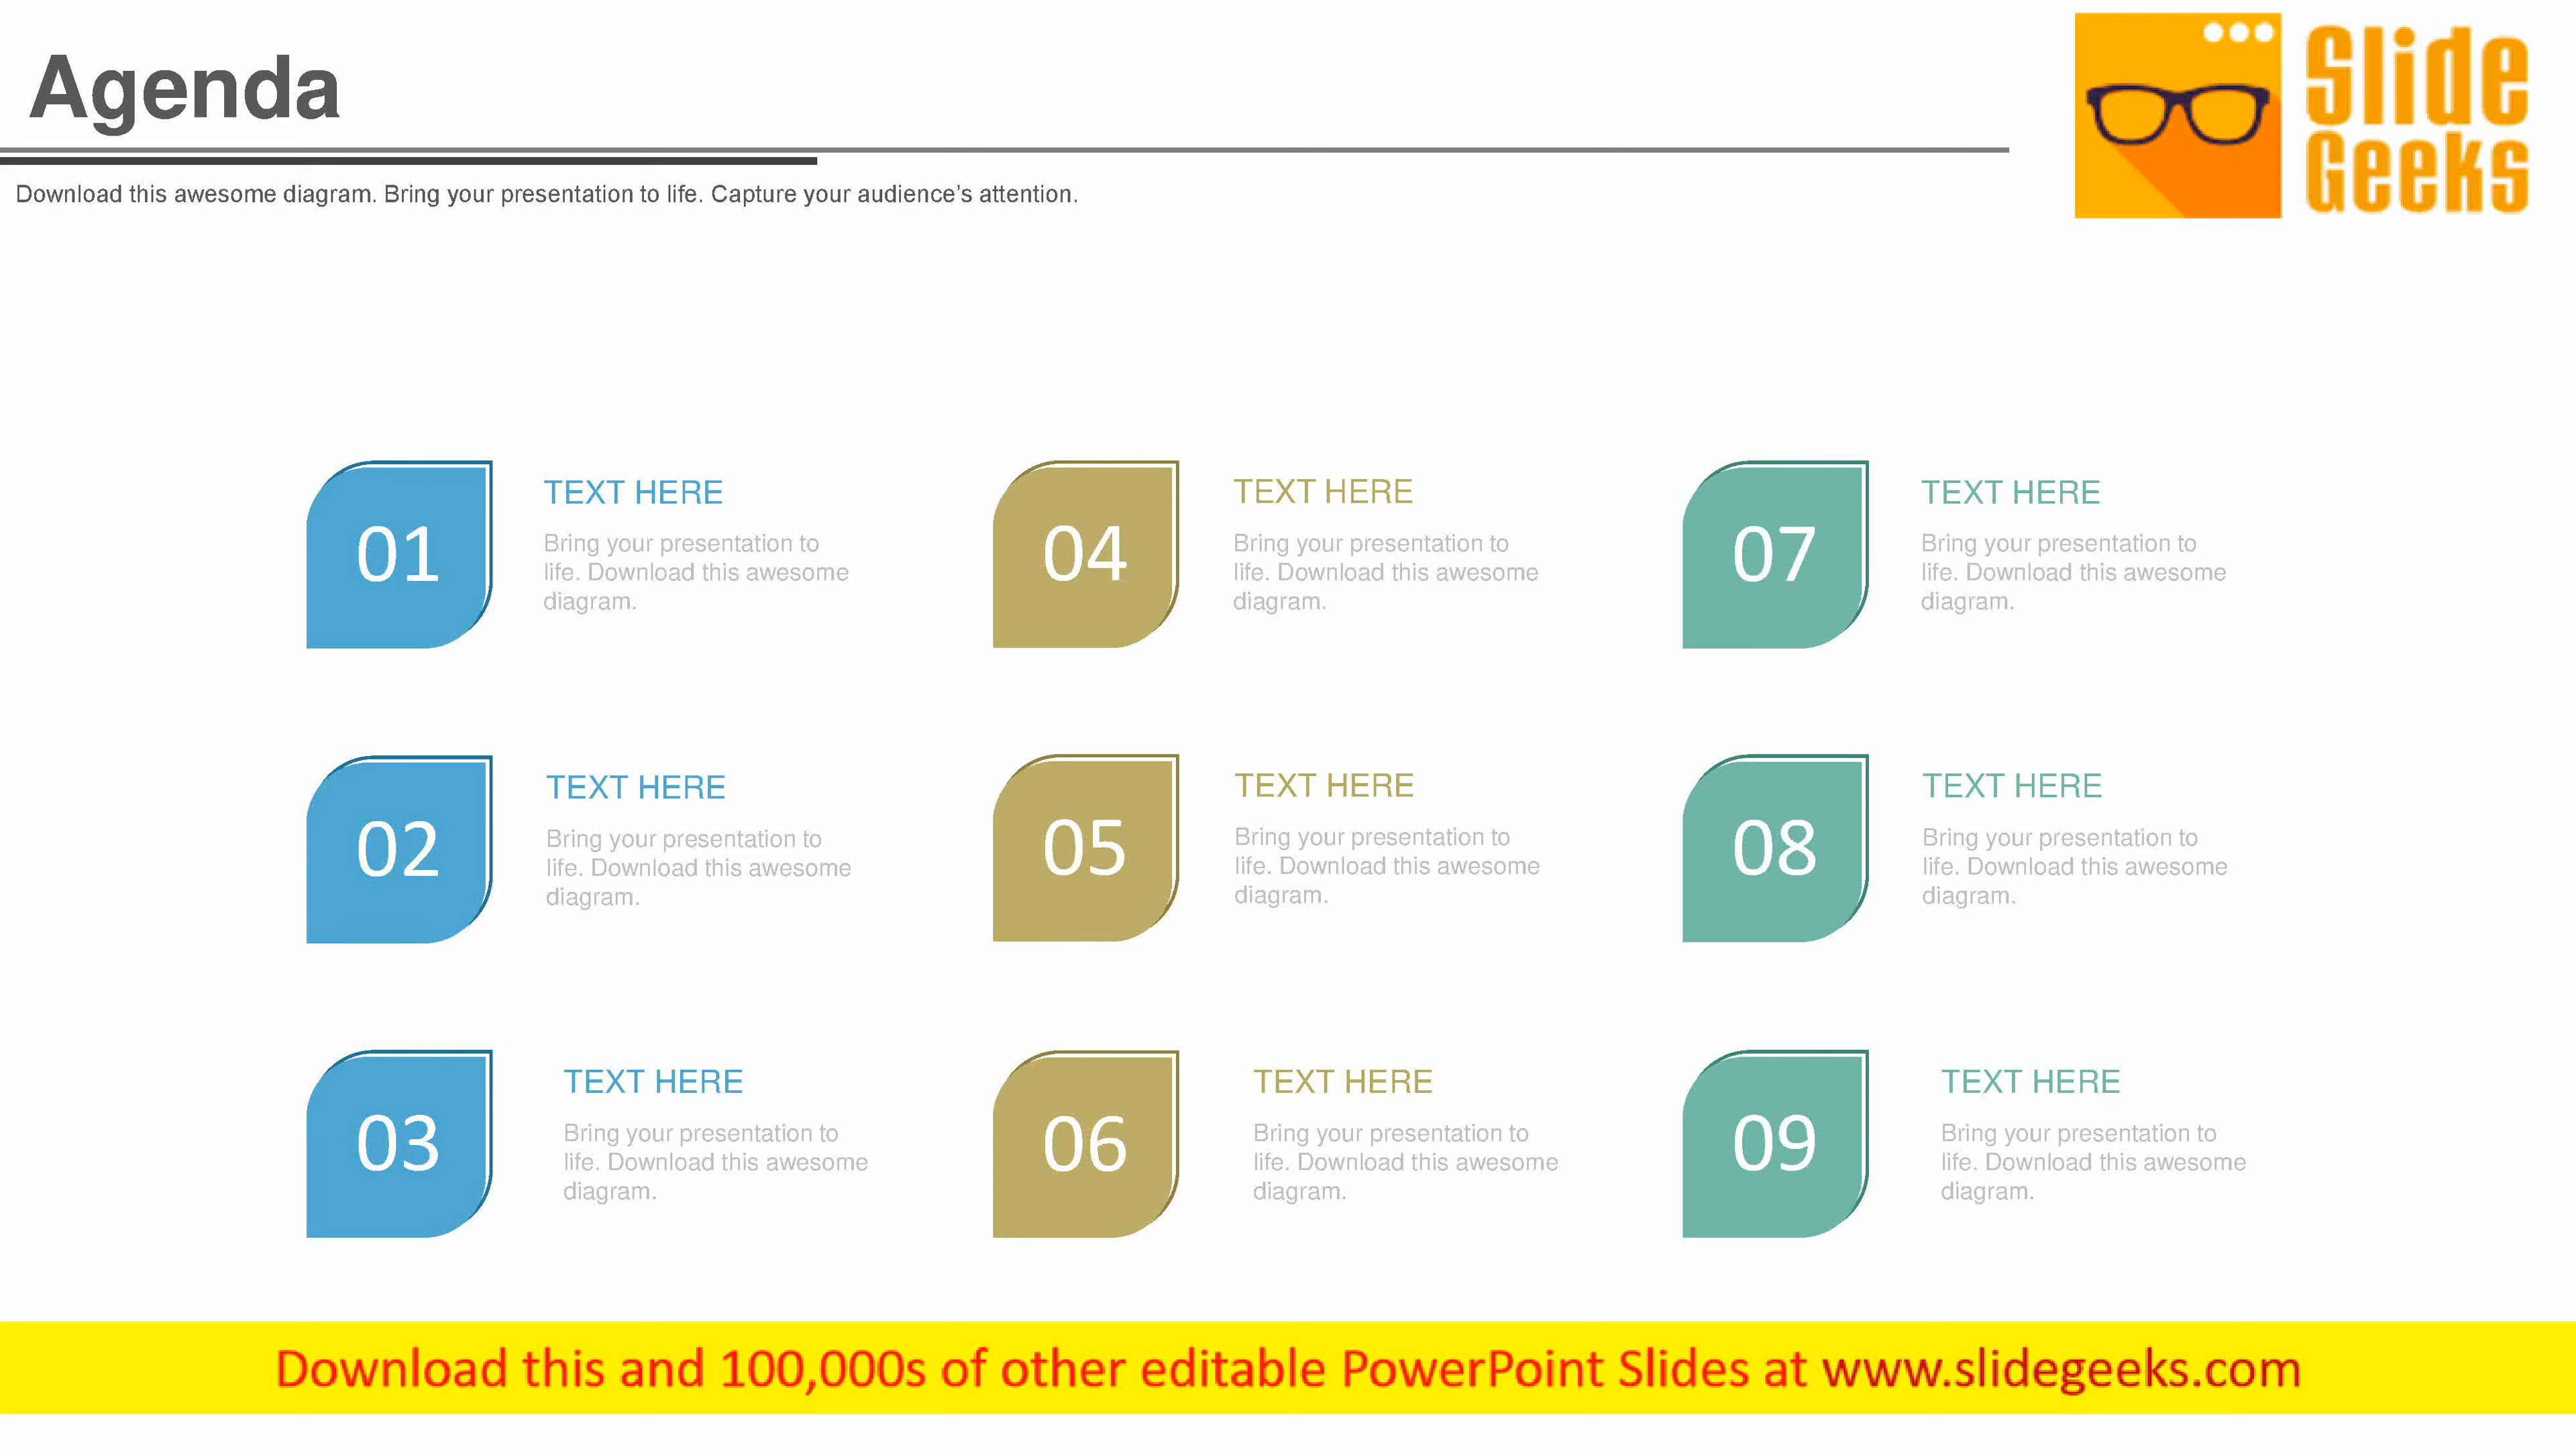 Agenda
Slide
Geeks
Download this awesome diagram. Bring your presentation to life. Capture your audience’s attention.
01
TEXT HERE
Bring your presentation to
life. Download this awesome
diagram.
02
TEXT HERE
Bring your presentation to
life. Download this awesome
diagram.
03
TEXT HERE
Bring your presentation to
life. Download this awesome
diagram.
04
TEXT HERE
Bring your presentation to
life. Download this awesome
diagram.
05
TEXT HERE
Bring your presentation to
life. Download this awesome
diagram.
06
TEXT HERE
Bring your presentation to
life. Download this awesome
diagram.
07
TEXT HERE
Bring your presentation to
life. Download this awesome
diagram.
08
TEXT HERE
Bring your presentation to
life. Download this awesome
diagram.
09
TEXT HERE
Bring your presentation to
life. Download this awesome
diagram.
Download this and 100,000s of other editable PowerPoint Slides at www.slidegeeks.com